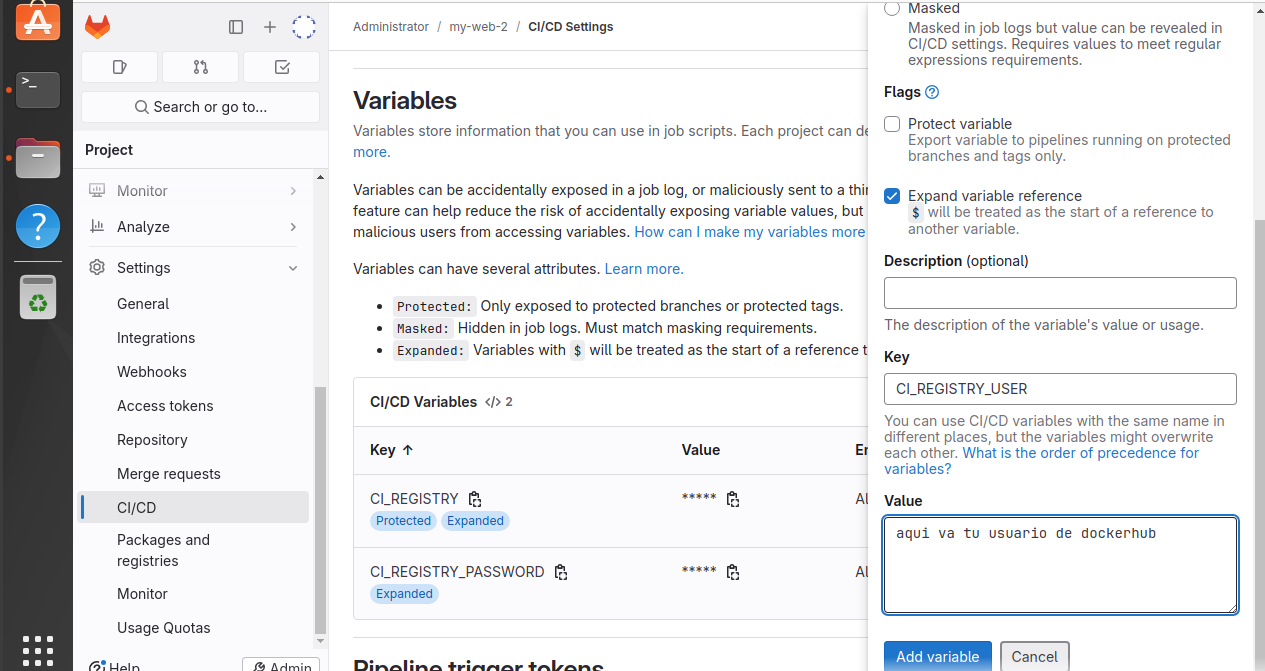 >_
?
Search or go to...
Project
Monitor
Analyze
Settings
General
Integrations
Webhooks
Access tokens
Repository
Merge requests
CI/CD
Packages and
registries
Monitor
Usage Quotas
Help
Admin
Administrator / my-web-2 / CI/CD Settings
Variables
Variables store information that you can use in job scripts. Each project can de
more.
Variables can be accidentally exposed in a job log, or maliciously sent to a thir
feature can help reduce the risk of accidentally exposing variable values, but
malicious users from accessing variables. How can I make my variables more
Variables can have several attributes. Learn more.
• Protected: Only exposed to protected branches or protected tags.
• Masked: Hidden in job logs. Must match masking requirements.
• Expanded: Variables with $ will be treated as the start of a reference t
CI/CD Variables </> 2
Key ↑ Value En
CI_REGISTRY ***** Al
Protected Expanded
CI_REGISTRY_PASSWORD ***** Al
Expanded
Pipeline trigger tokens
Masked
Masked in job logs but value can be revealed in
CI/CD settings. Requires values to meet regular
expressions requirements.
Flags ?
Protect variable
Export variable to pipelines running on protected
branches and tags only.
Expand variable reference
$ will be treated as the start of a reference to
another variable.
Description (optional)
The description of the variable's value or usage.
Key
CI_REGISTRY_USER
You can use CI/CD variables with the same name in
different places, but the variables might overwrite
each other. What is the order of precedence for
variables?
Value
aqui va tu usuario de dockerhub
Add variable
Cancel